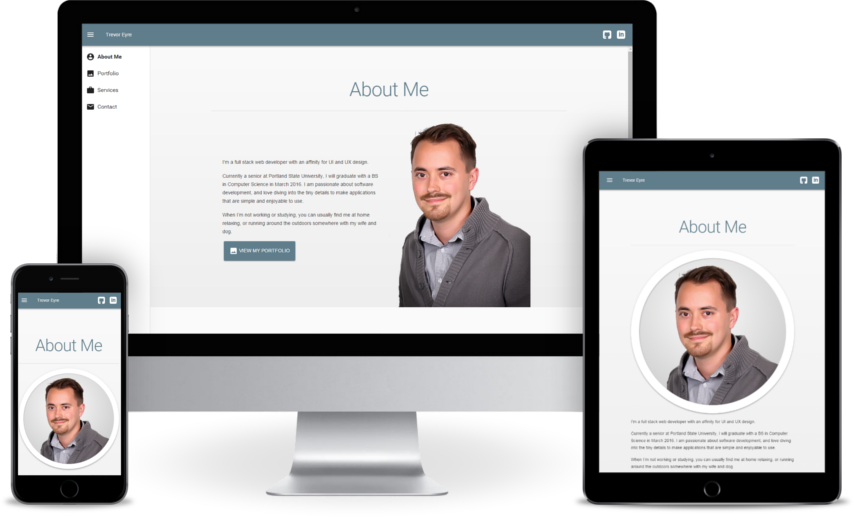 Trevor Eyre
About Me
Portfolio
Services
Contact
About Me
I'm a full stack web developer with an affinity for UI and UX design.
Currently a senior at Portland State University, I will graduate with a BS
in Computer Science in March 2016. I am passionate about software
development, and love diving into the tiny details to make applications
that are simple and enjoyable to use.
When I'm not working or studying, you can usually find me at home
relaxing, or running around the outdoors somewhere with my wife and
dog.
VIEW MY PORTFOLIO
Trevor Eyre
About Me
I'm a full stack web developer with an affinity for UI and UX design.
Currently a senior at Portland State University, I will graduate with a BS in Computer
Science in March 2016. I am passionate about software development, and love diving
into the tiny details to make applications that are simple and enjoyable to use.
When I'm not working or studying, you can usually find me at home relaxing, or running
around the outdoors somewhere with my wife and dog.
Trevor Eyre
About Me